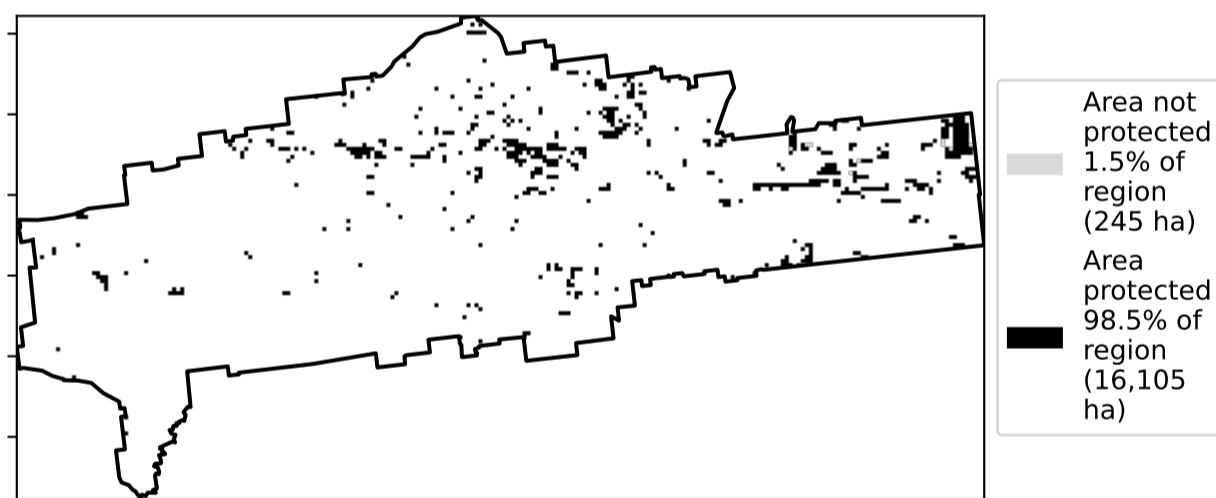 Area not
protected
1.5% of
region
(245 ha)
Area
protected
98.5% of
region
(16,105
ha)